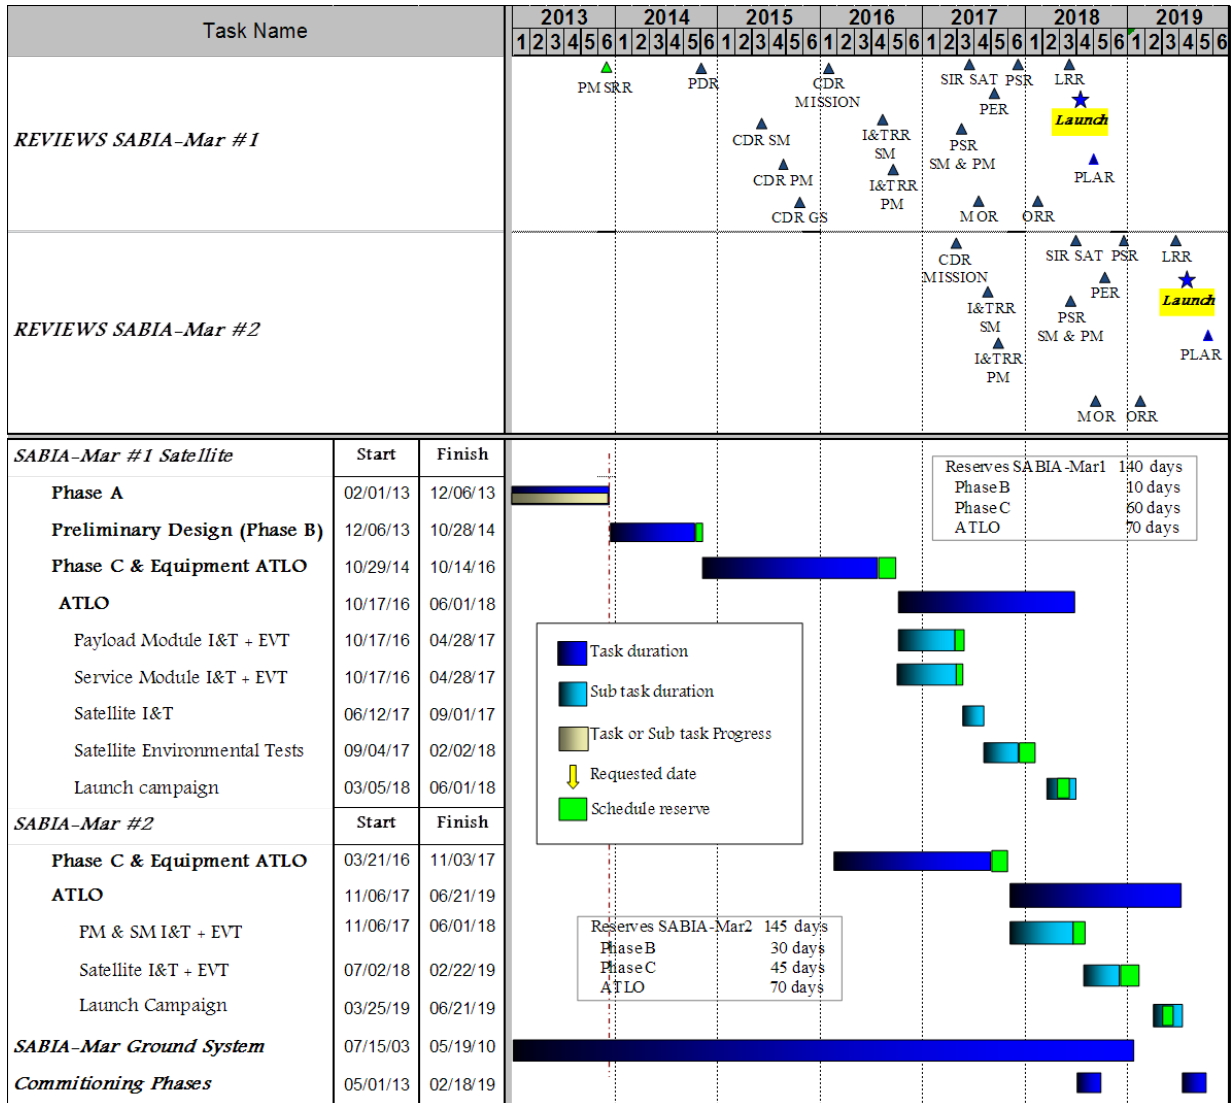 Task Name
2013 2014 2015 2016 2017 2018 2019
1 2 3 4 5 6 1 2 3 4 5 6 1 2 3 4 5 6 1 2 3 4 5 6 1 2 3 4 5 6 1 2 3 4 5 6 1 2 3 4 5 6
REVIEWS SABIA-Mar #1
PM SRR
PDR
CDR
MISSION
SIR SAT
PSR
LRR
PER
Launch
CDR SM
I&TRR
SM
PSR
SM & PM
CDR PM
I&TRR
PM
PLAR
CDR GS
MOR
ORR
REVIEWS SABIA-Mar #2
CDR
MISSION
SIR SAT
PSR
LRR
PER
Launch
I&TRR
SM
PSR
SM & PM
I&TRR
PM
PLAR
MOR
ORR
SABIA-Mar #1 Satellite Start Finish
Phase A 02/01/13 12/06/13
Preliminary Design (Phase B) 12/06/13 10/28/14
Phase C & Equipment ATLO 10/29/14 10/14/16
ATLO 10/17/16 06/01/18
Payload Module I&T + EVT 10/17/16 04/28/17
Service Module I&T + EVT 10/17/16 04/28/17
Satellite I&T 06/12/17 09/01/17
Satellite Environmental Tests 09/04/17 02/02/18
Launch campaign 03/05/18 06/01/18
SABIA-Mar #2 Start Finish
Phase C & Equipment ATLO 03/21/16 11/03/17
ATLO 11/06/17 06/21/19
PM & SM I&T + EVT 11/06/17 06/01/18
Satellite I&T + EVT 07/02/18 02/22/19
Launch Campaign 03/25/19 06/21/19
SABIA-Mar Ground System 07/15/03 05/19/10
Commitioning Phases 05/01/13 02/18/19
Reserves SABIA-Mar1 140 days
Phase B 10 days
Phase C 60 days
ATLO 70 days
Task duration
Sub task duration
Task or Sub task Progress
Requested date
Schedule reserve
Reserves SABIA-Mar2 145 days
Phase B 30 days
Phase C 45 days
ATLO 70 days